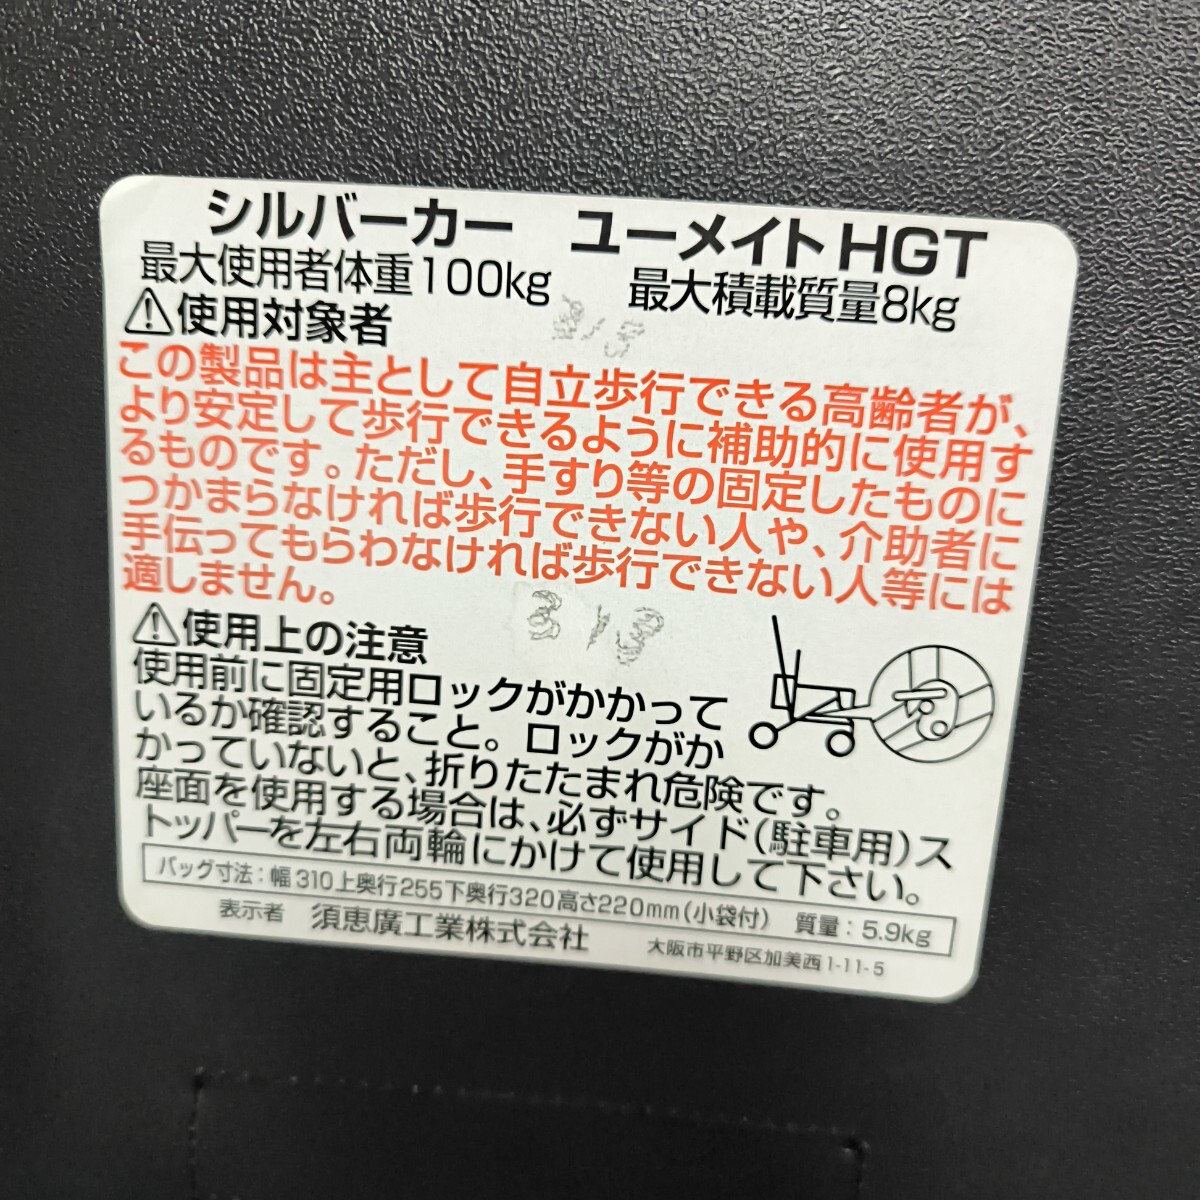 シルバーカー ユーメイトHGT
最大使用者体重100kg 最大積載質量8kg
⚠使用対象者
この製品は主として自立歩行できる高齢者が、
より安定して歩行できるように補助的に使用す
るものです。ただし、手すり等の固定したものに
つかまらなければ歩行できない人や、介助者に
手伝ってもらわなければ歩行できない人等には
適しません。
⚠使用上の注意
使用前に固定用ロックがかかって
いるか確認すること。ロックがか
かっていないと、折りたたまれ危険です。
座面を使用する場合は、必ずサイド(駐車用)ス
トッパーを左右両輪にかけて使用して下さい。
バッグ寸法:幅310上奥行255下奥行320高さ220mm(小袋付) 質量:5.9kg
表示者 須恵廣工業株式会社 大阪市平野区加美西1-11-5